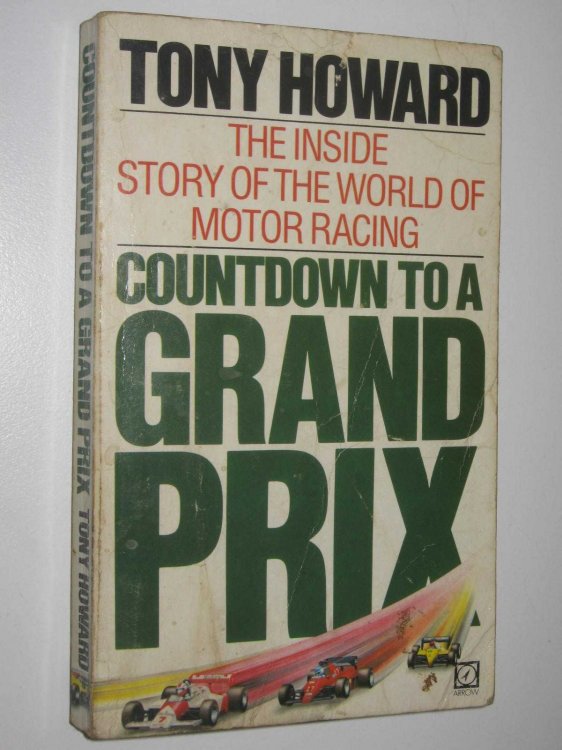 TONY HOWARD
THE INSIDE
STORY OF THE WORLD OF
MOTOR RACING
COUNTDOWN TO A
GRAND
PRIX
7
ARROW
COUNTDOWN TO A GRAND PRIX TONY HOWARD